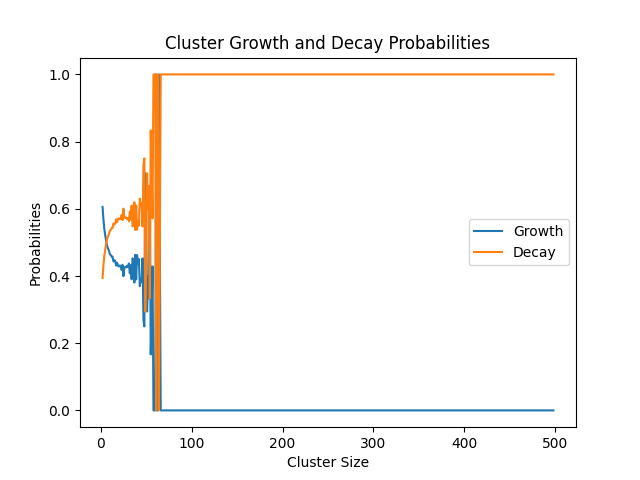 Cluster Growth and Decay Probabilities
1.0
0.8
0.6
0.4
0.2
0.0
Probabilities
Growth
Decay
0
100
200
300
400
500
Cluster Size